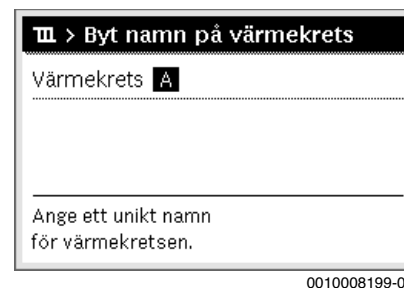 > Byt namn på värmekrets
Värmekrets A
Ange ett unikt namn
för värmekretsen.
0010008199-0